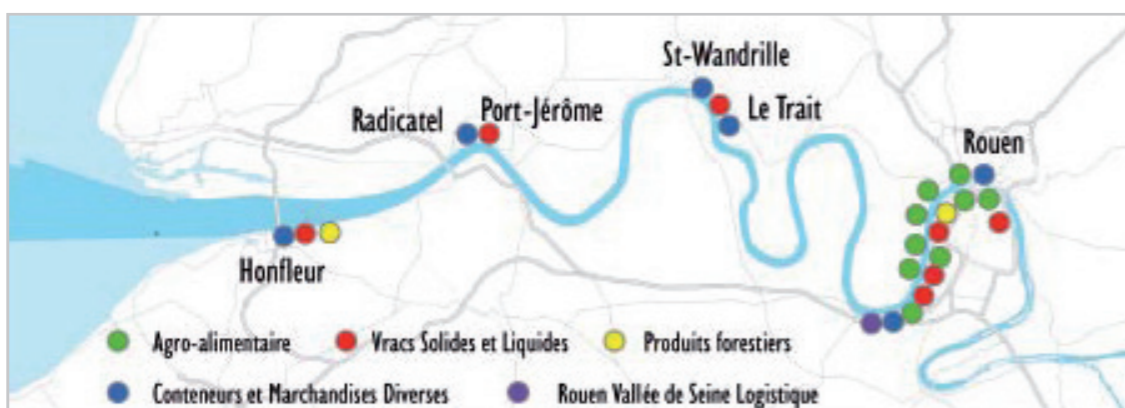 St-Wandrille
Radicatel
Port-Jérôme
Le Trait
Rouen
Honfleur
Agro-alimentaire
Vracs Solides et Liquides
Produits forestiers
Conteneurs et Marchandises Diverses
Rouen Vallée de Seine Logistique